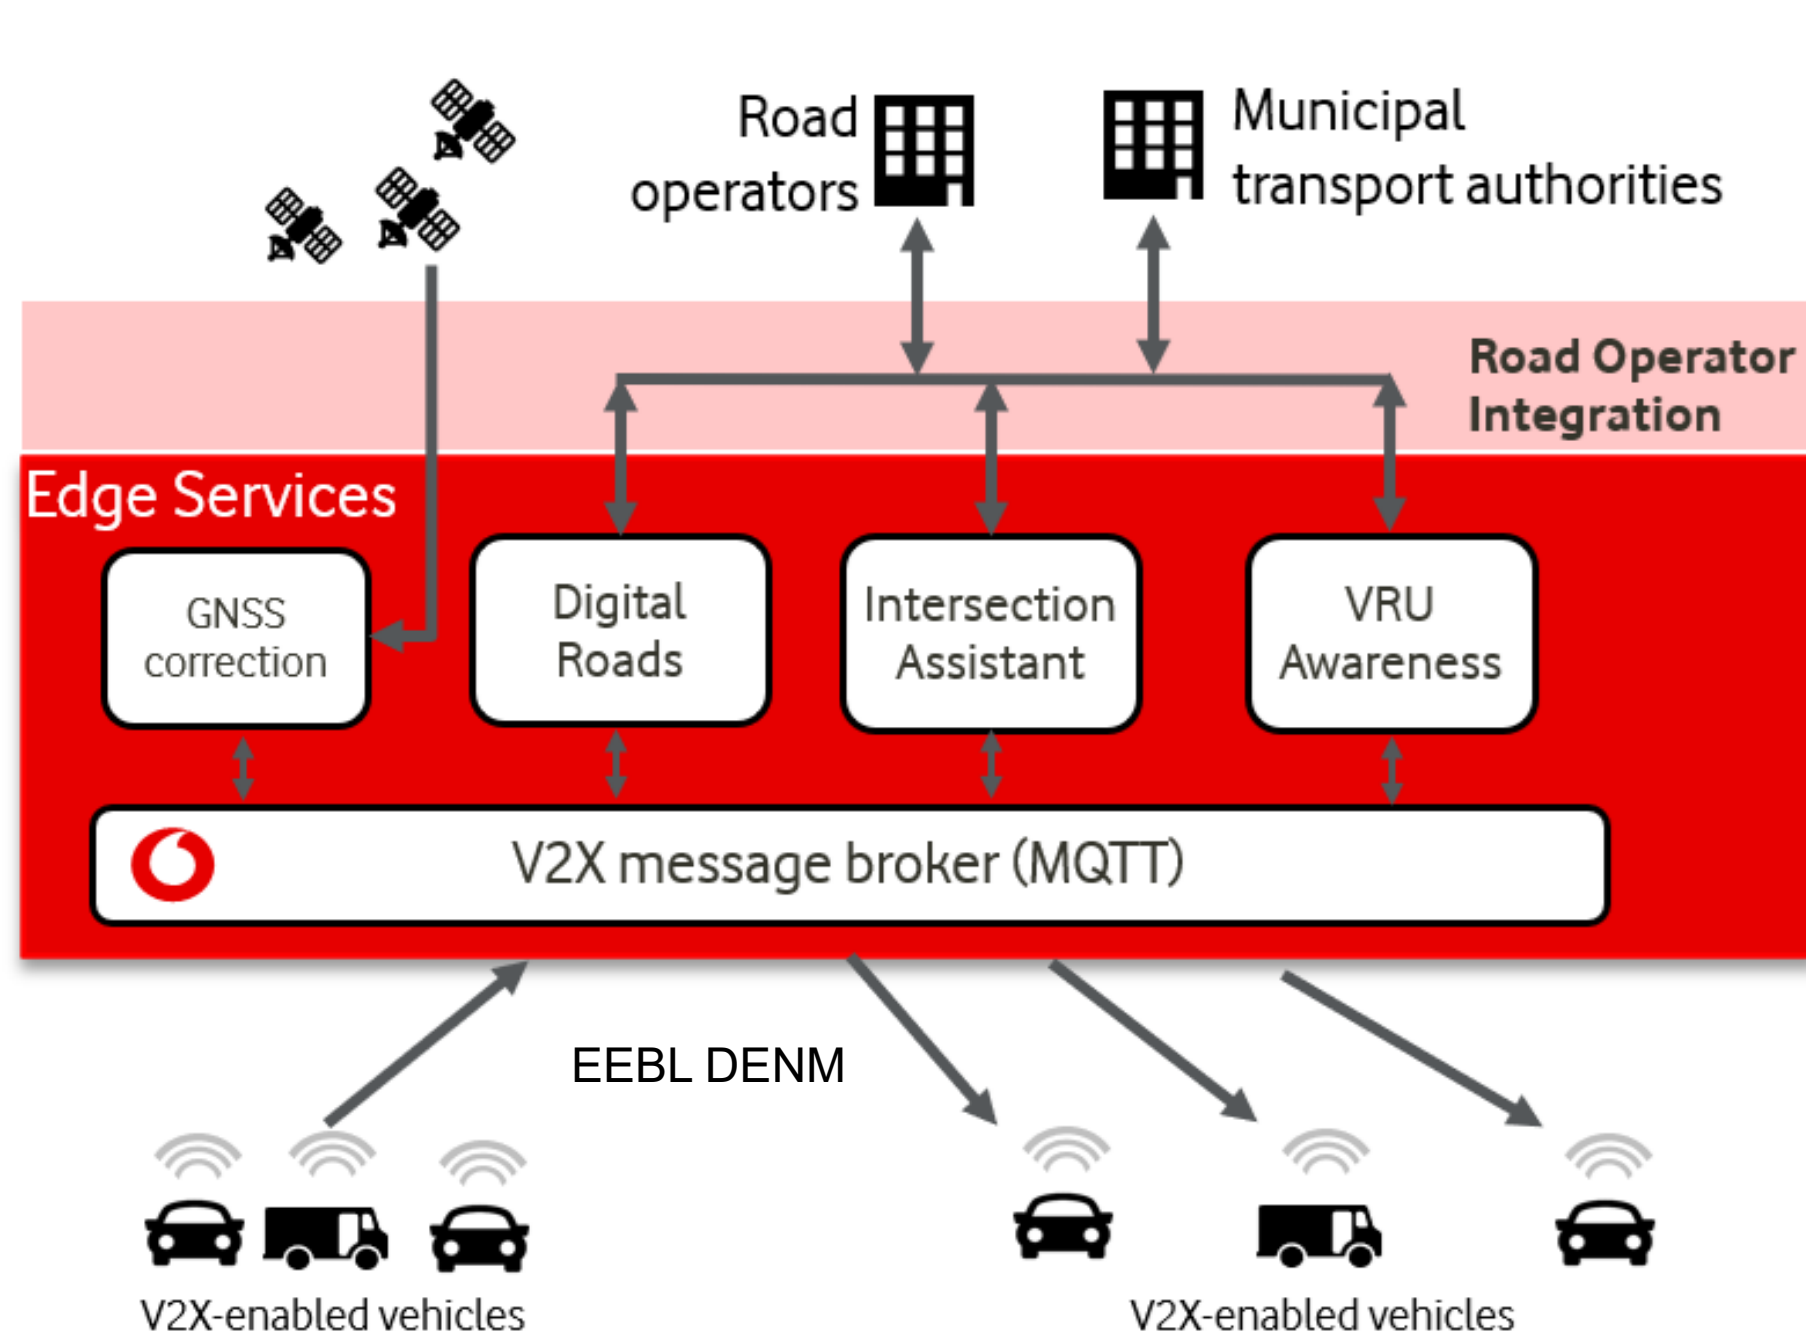 Road
operators
Municipal
transport authorities
Road Operator
Integration
Edge Services
GNSS
correction
Digital
Roads
Intersection
Assistant
VRU
Awareness
V2X message broker (MQTT)
EEBL DENM
V2X-enabled vehicles
V2X-enabled vehicles